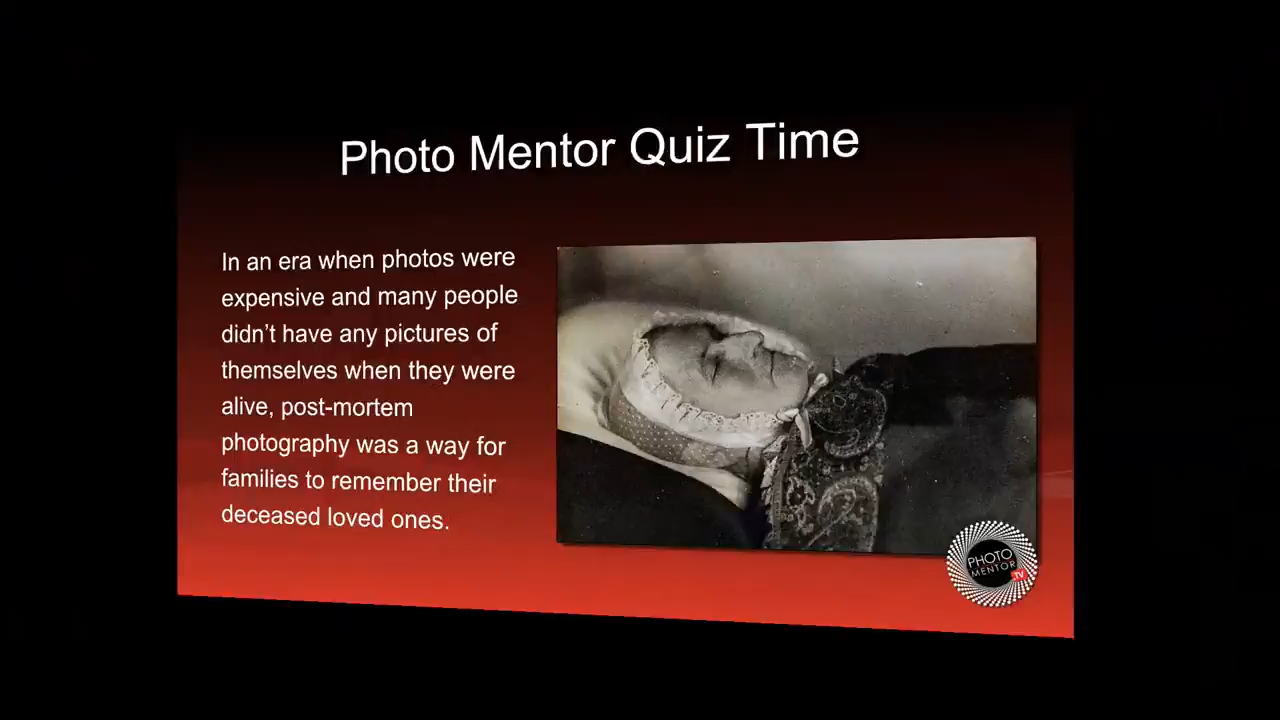 Photo Mentor Quiz Time
In an era when photos were
expensive and many people
didn’t have any pictures of
themselves when they were
alive, post-mortem
photography was a way for
families to remember their
deceased loved ones.
PHOTO
MENTOR
.TV